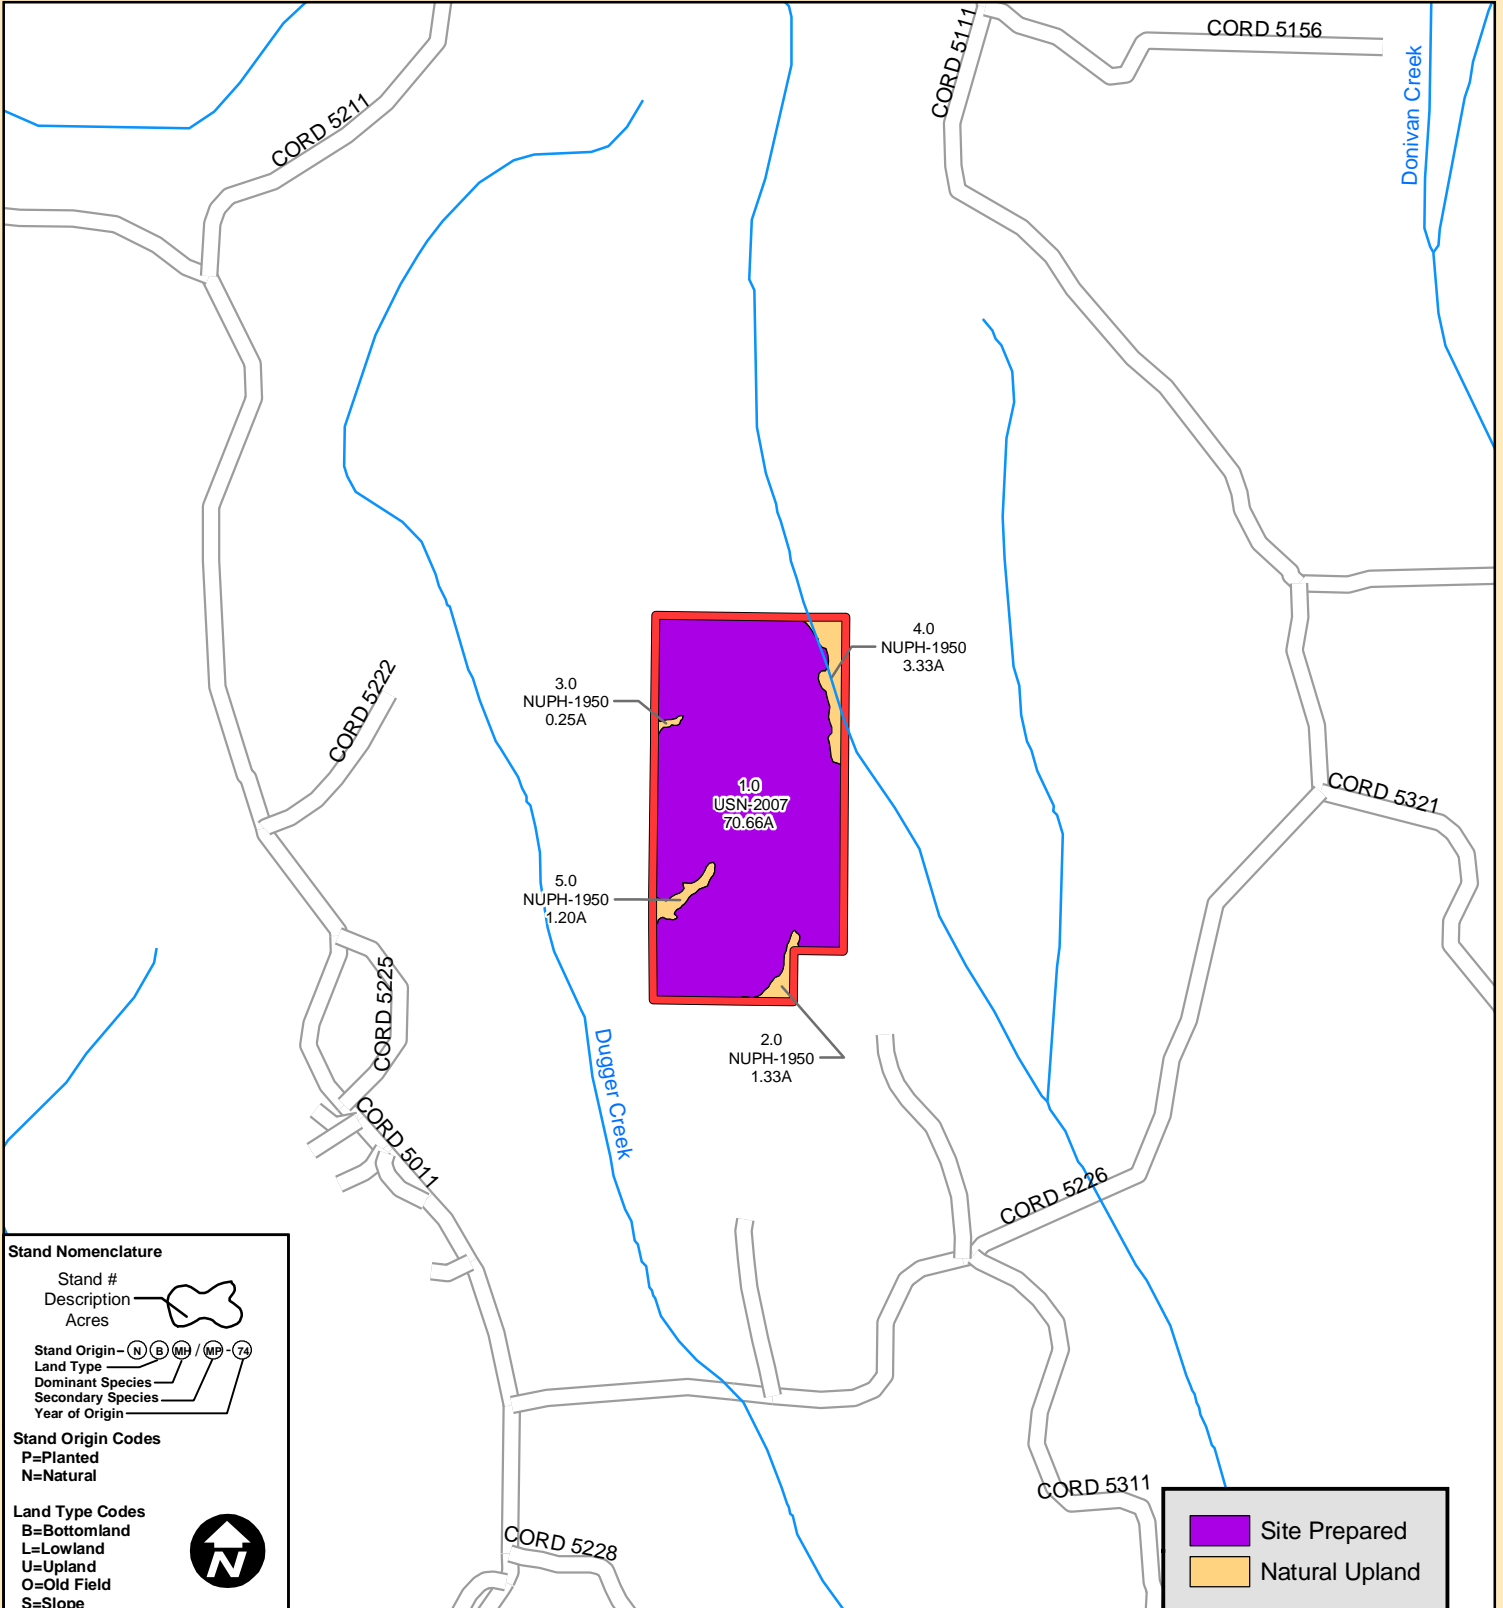 CORD 5156
CORD 5111
Donivan Creek
CORD 5211
4.0
NUPH-1950
3.33A
3.0
NUPH-1950
0.25A
CORD 5222
1.0
USN-2007
70.66A
CORD 5321
5.0
NUPH-1950
1.20A
CORD 5225
2.0
NUPH-1950
1.33A
Dugger Creek
CORD 5011
CORD 5226
Stand Nomenclature
Stand #
Description
Acres
Stand Origin- N B MH / MP - 74
Land Type
Dominant Species
Secondary Species
Year of Origin
Stand Origin Codes
P=Planted
N=Natural
Land Type Codes
B=Bottomland
L=Lowland
U=Upland
O=Old Field
S=Slope
N
CORD 5228
CORD 5311
Site Prepared
Natural Upland